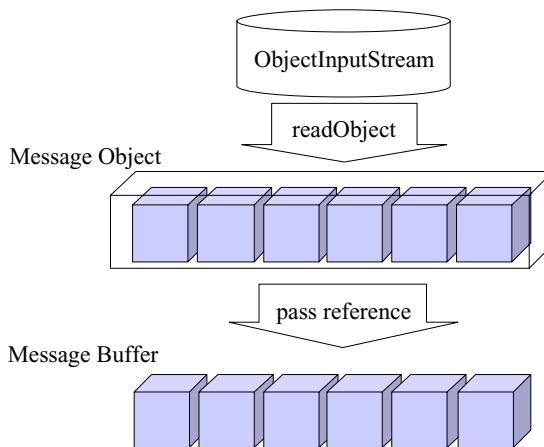 ObjectInputStream
readObject
Message Object
pass reference
Message Buffer